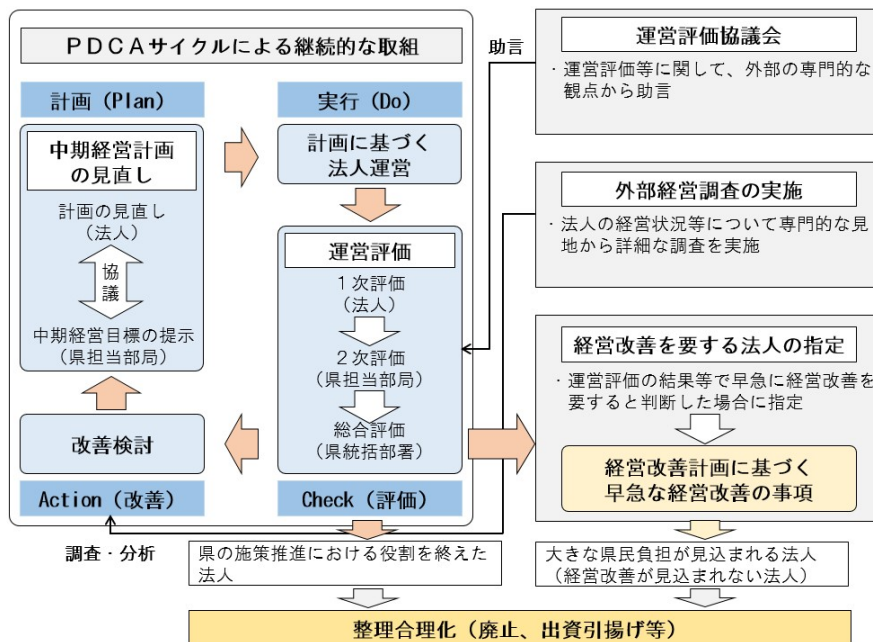 PDCAサイクルによる継続的な取組
計画(Plan)
中期経営計画
の見直し
計画の見直し
(法人)
協
議
中期経営目標の提示
(県担当部局)
改善検討
Action(改善)
実行(Do)
計画に基づく
法人運営
運営評価
1次評価
(法人)
2次評価
(県担当部局)
総合評価
(県統括部署)
Check(評価)
助言
運営評価協議会
・運営評価等に関して、外部の専門的な
観点から助言
外部経営調査の実施
・法人の経営状況等について専門的な見
地から詳細な調査を実施
経営改善を要する法人の指定
・運営評価の結果等で早急に経営改善を
要すると判断した場合に指定
経営改善計画に基づく
早急な経営改善の事項
調査・分析
県の施策推進における役割を終えた
法人
大きな県民負担が見込まれる法人
(経営改善が見込まれない法人)
整理合理化(廃止、出資引揚げ等)